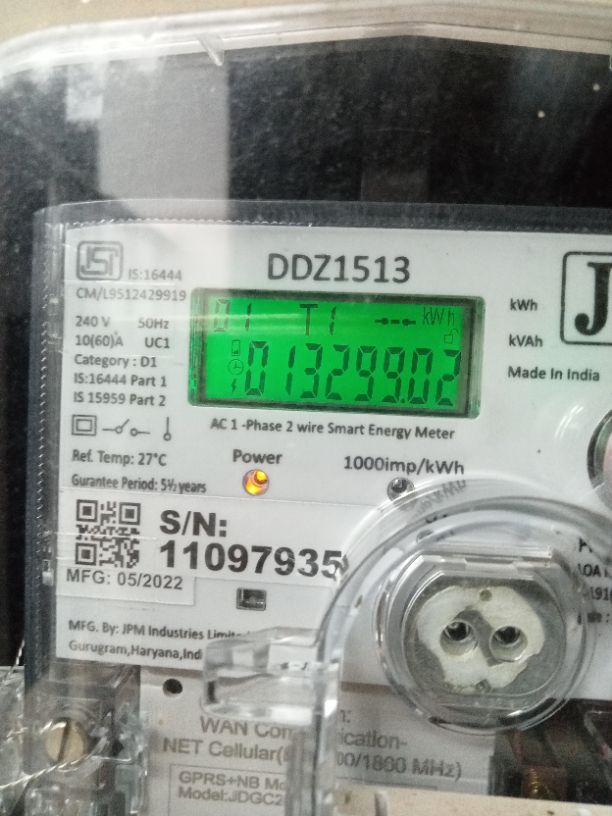 IS:16444
CM/L9512429919
DDZ1513
J
240 V 50Hz
10(60)A UC1
Category : D1
IS:16444 Part 1
IS 15959 Part 2
01 T1 kWh
013299.02
kWh
kVAh
Made In India
AC 1 -Phase 2 wire Smart Energy Meter
Ref. Temp: 27°C
Power
1000imp/kWh
Gurantee Period: 5½ years
S/N:
11097935
MFG: 05/2022
MFG. By: JPM Industries
Gurugram,Haryana,
WAN
NET Cellular
/1800 MHz)
GPRS+NB